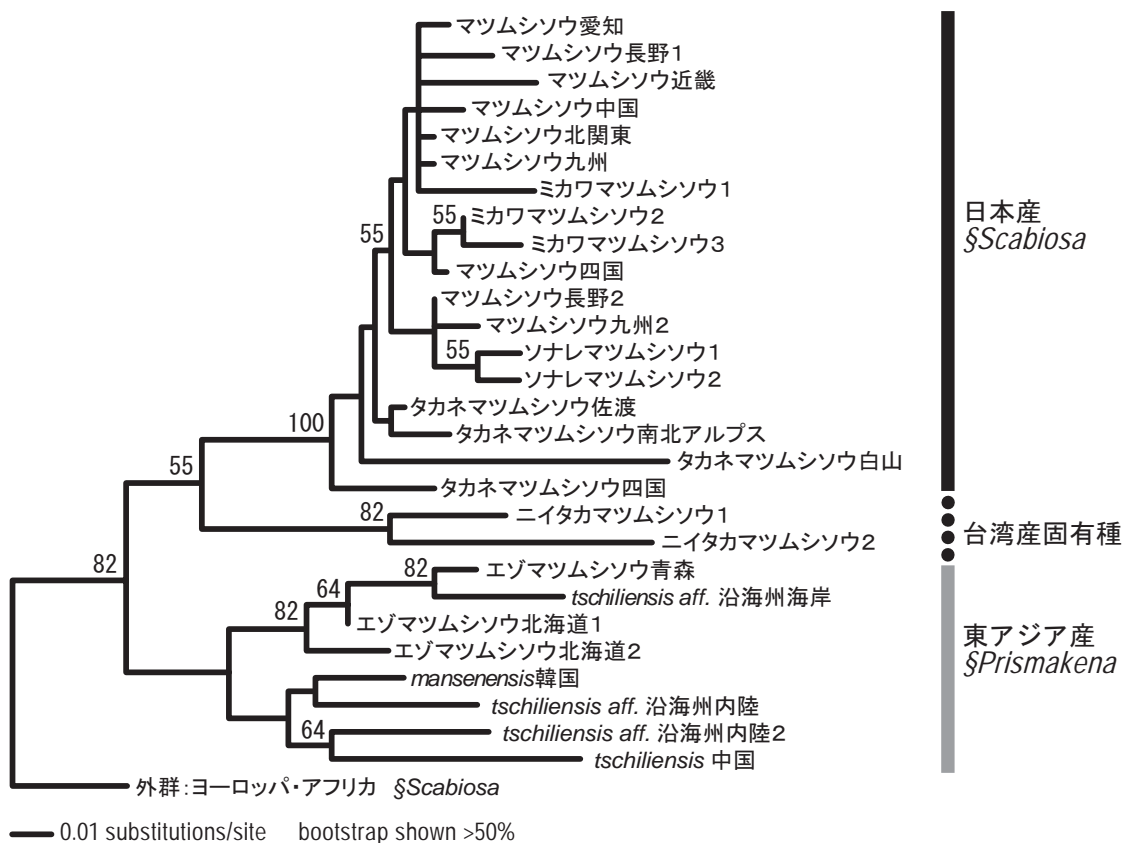 マツムシソウ愛知
マツムシソウ長野1
マツムシソウ近畿
マツムシソウ中国
マツムシソウ北関東
マツムシソウ九州
ミカワマツムシソウ1
55 ミカワマツムシソウ2
55
ミカワマツムシソウ3
マツムシソウ四国
マツムシソウ長野2
マツムシソウ九州2
55 ソナレマツムシソウ1
ソナレマツムシソウ2
タカネマツムシソウ佐渡
100
タカネマツムシソウ南北アルプス
タカネマツムシソウ白山
55
タカネマツムシソウ四国
82 ニイタカマツムシソウ1
ニイタカマツムシソウ2
82
82 エゾマツムシソウ青森
64
tschiliensis aff. 沿海州海岸
82
エゾマツムシソウ北海道1
エゾマツムシソウ北海道2
mansenensis韓国
tschiliensis aff. 沿海州内陸
64
tschiliensis aff. 沿海州内陸2
tschiliensis 中国
外群:ヨーロッパ・アフリカ §Scabiosa
0.01 substitutions/site bootstrap shown >50%
日本産
§Scabiosa
台湾産固有種
東アジア産
§Prismakena